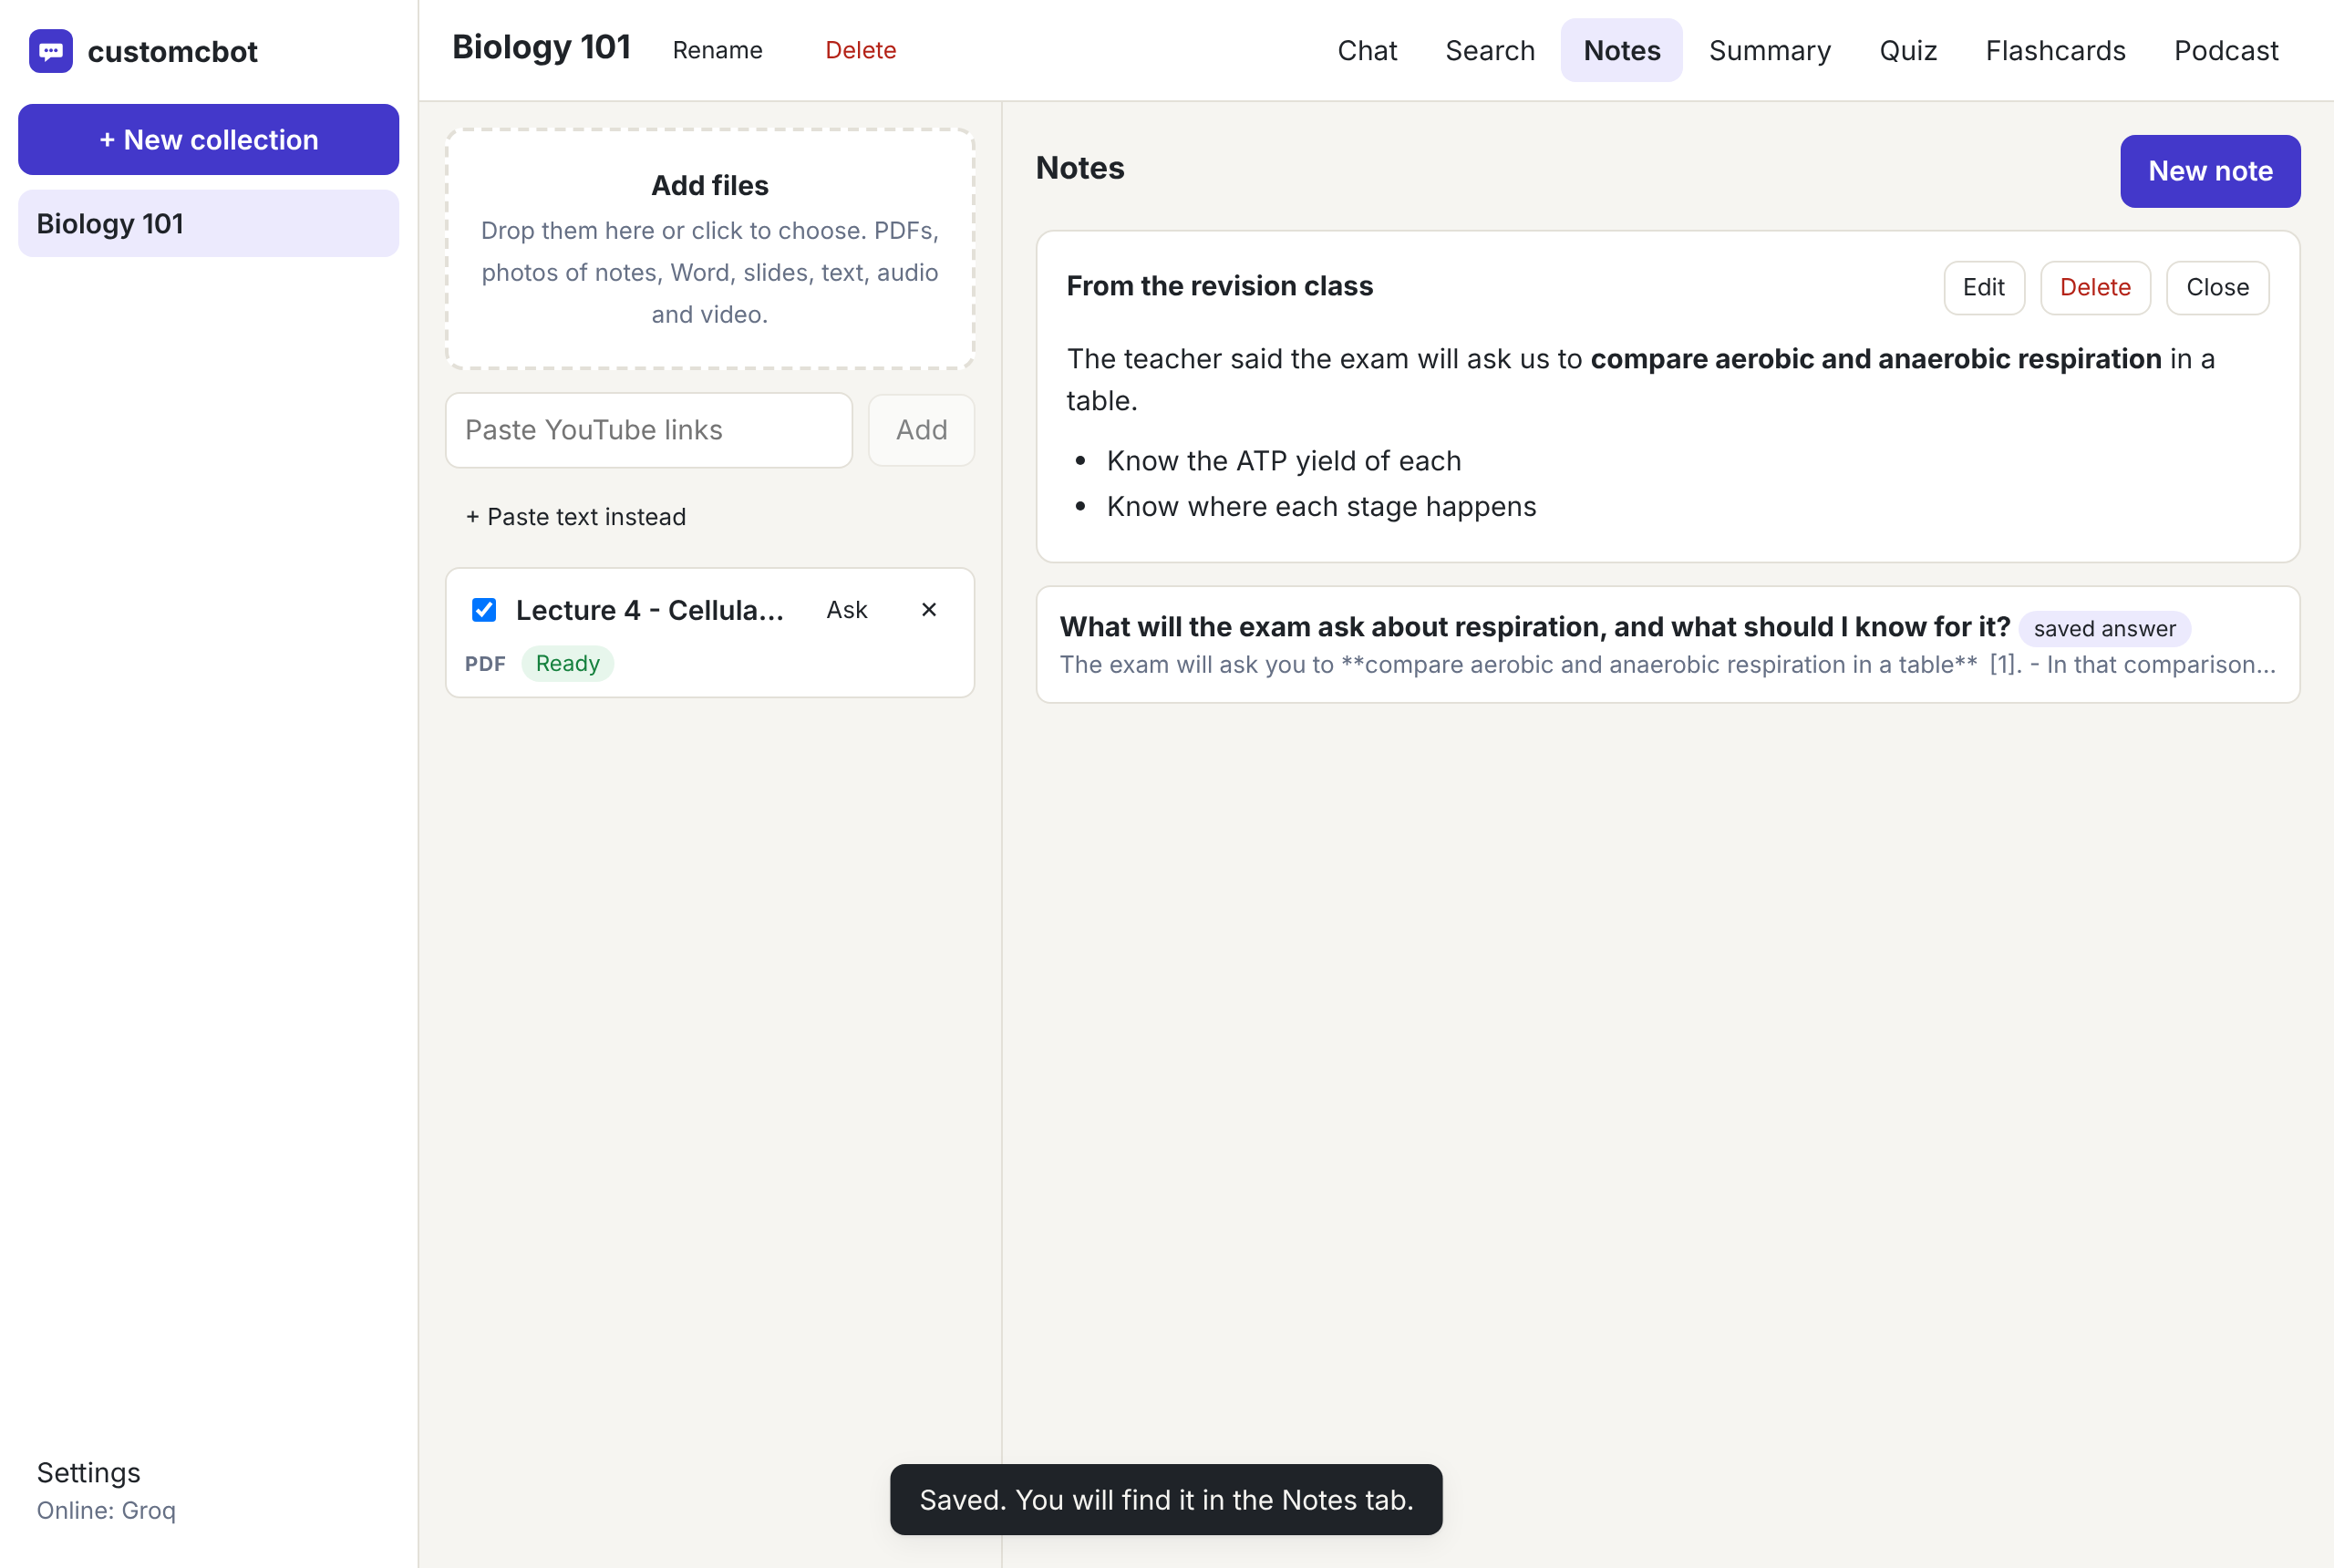 customcbot
+ New collection
Biology 101
Settings
Online: Groq
Biology 101
Rename
Delete
Chat
Search
Notes
Summary
Quiz
Flashcards
Podcast
Add files
Drop them here or click to choose. PDFs,
photos of notes, Word, slides, text, audio
and video.
Paste YouTube links
Add
+ Paste text instead
Lecture 4 - Cellula...
Ask
✕
PDF
Ready
Notes
New note
From the revision class
Edit
Delete
Close
The teacher said the exam will ask us to compare aerobic and anaerobic respiration in a
table.
• Know the ATP yield of each
• Know where each stage happens
What will the exam ask about respiration, and what should I know for it? saved answer
The exam will ask you to **compare aerobic and anaerobic respiration in a table** [1]. - In that comparison...
Saved. You will find it in the Notes tab.